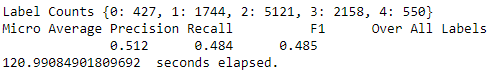 Label Counts {0: 427, 1: 1744, 2: 5121, 3: 2158, 4: 550}
Micro Average Precision Recall F1 Over All Labels
0.512 0.484 0.485
120.99084901809692 seconds elapsed.